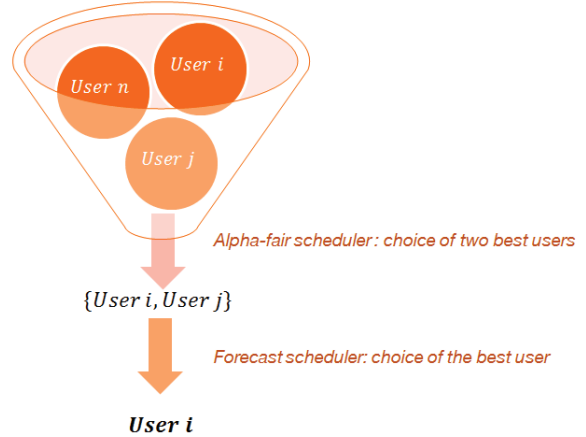 User i
User n
User j
Alpha-fair scheduler: choice of two best users
{User i, User j}
Forecast scheduler: choice of the best user
User i